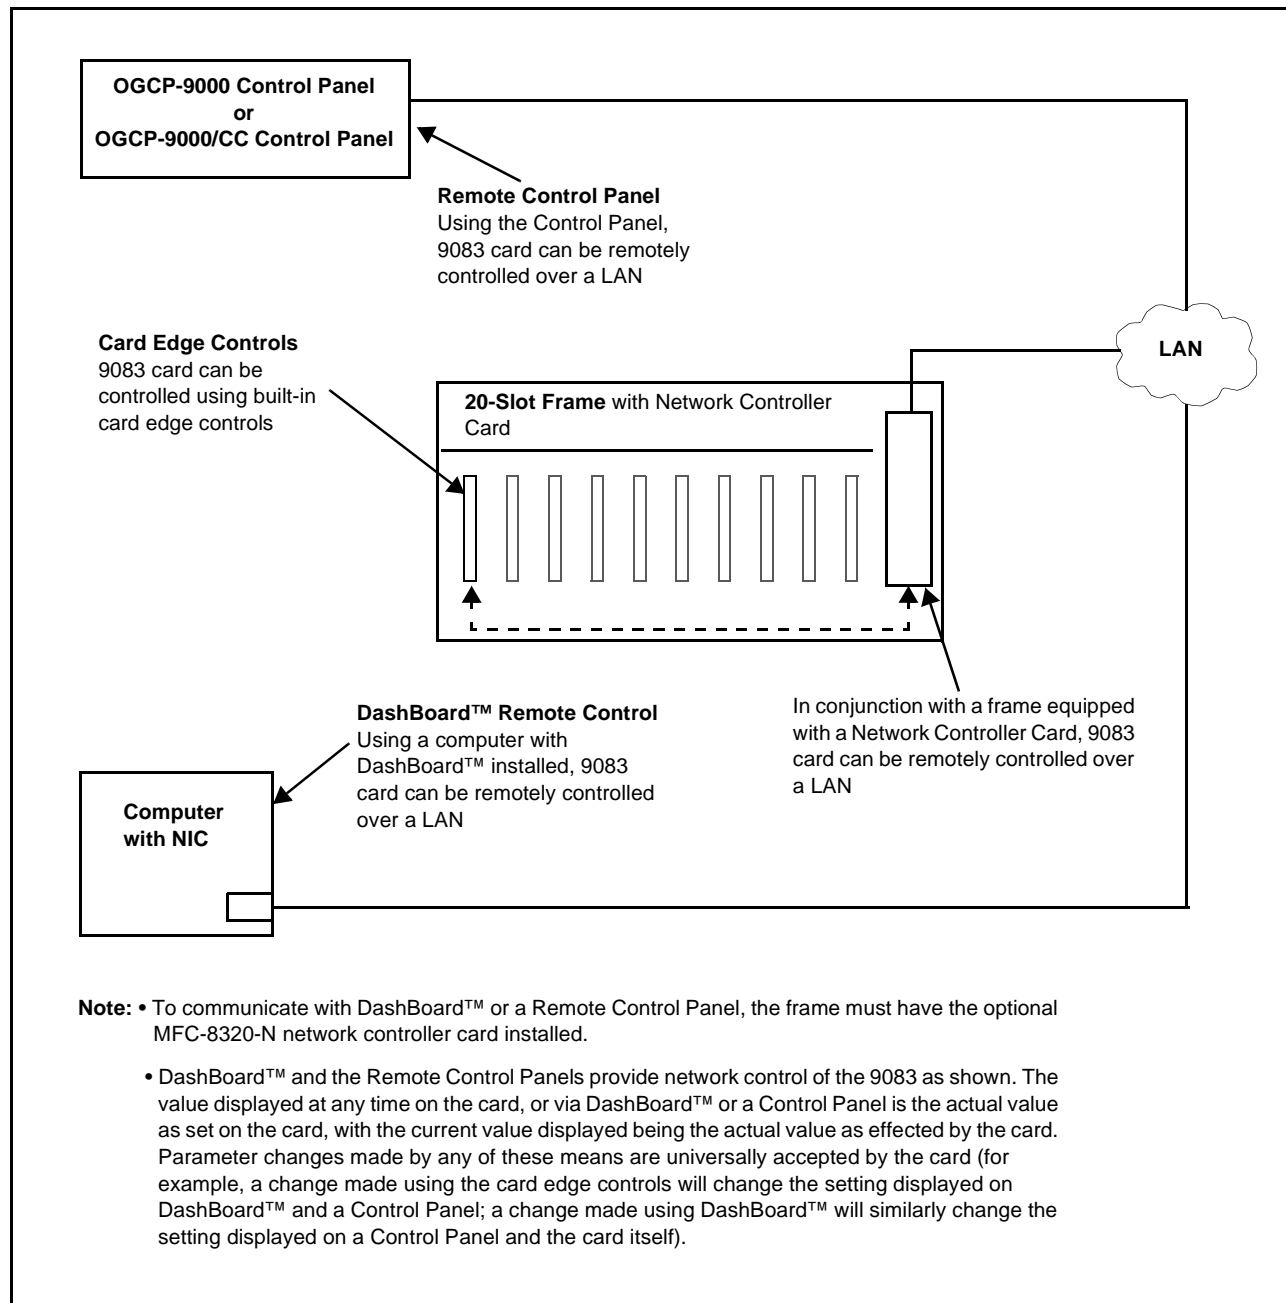 OGCP-9000 Control Panel
or
OGCP-9000/CC Control Panel
Remote Control Panel
Using the Control Panel,
9083 card can be remotely
controlled over a LAN
LAN
Card Edge Controls
9083 card can be
controlled using built-in
card edge controls
20-Slot Frame with Network Controller
Card
DashBoard™ Remote Control
Using a computer with
DashBoard™ installed, 9083
card can be remotely controlled
over a LAN
In conjunction with a frame equipped
with a Network Controller Card, 9083
card can be remotely controlled over
a LAN
Computer
with NIC
Note: • To communicate with DashBoard™ or a Remote Control Panel, the frame must have the optional
MFC-8320-N network controller card installed.
• DashBoard™ and the Remote Control Panels provide network control of the 9083 as shown. The
value displayed at any time on the card, or via DashBoard™ or a Control Panel is the actual value
as set on the card, with the current value displayed being the actual value as effected by the card.
Parameter changes made by any of these means are universally accepted by the card (for
example, a change made using the card edge controls will change the setting displayed on
DashBoard™ and a Control Panel; a change made using DashBoard™ will similarly change the
setting displayed on a Control Panel and the card itself).